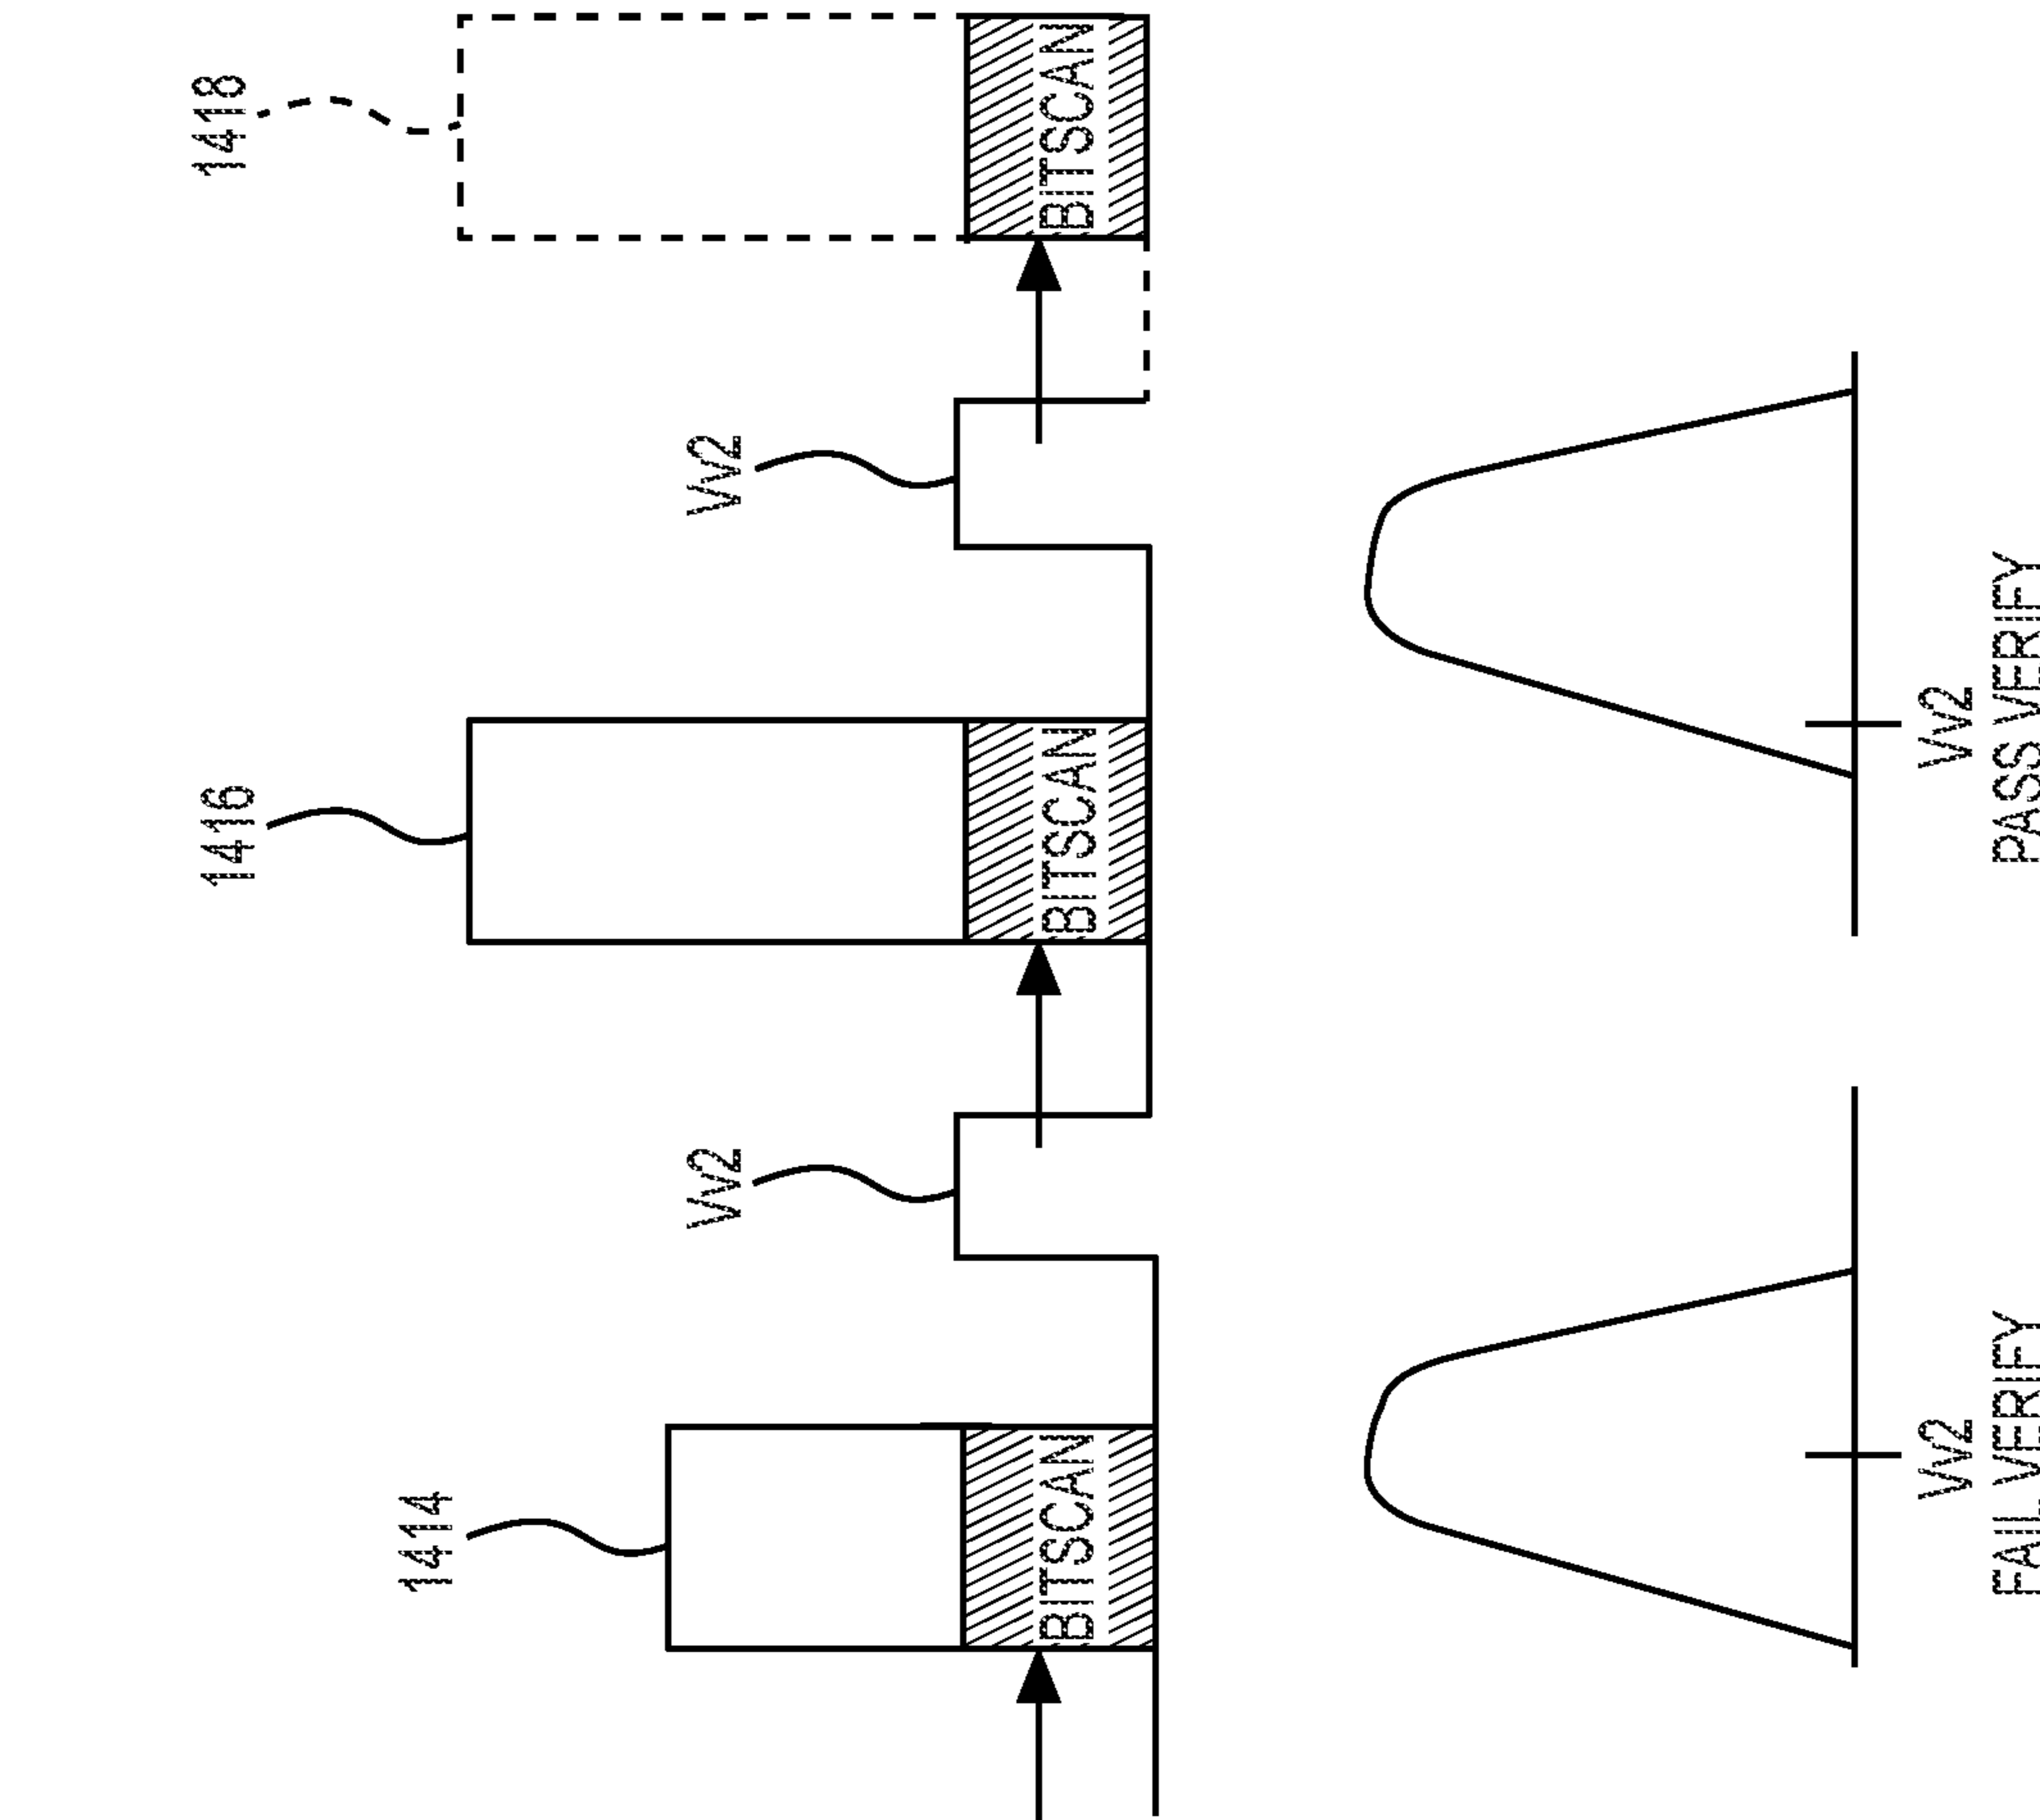 1414
1416
1418
Vv2
Vv2
BITSCAN
BITSCAN
BITSCAN
Vv2
Vv2
FAIL VERIFY
PASS VERIFY